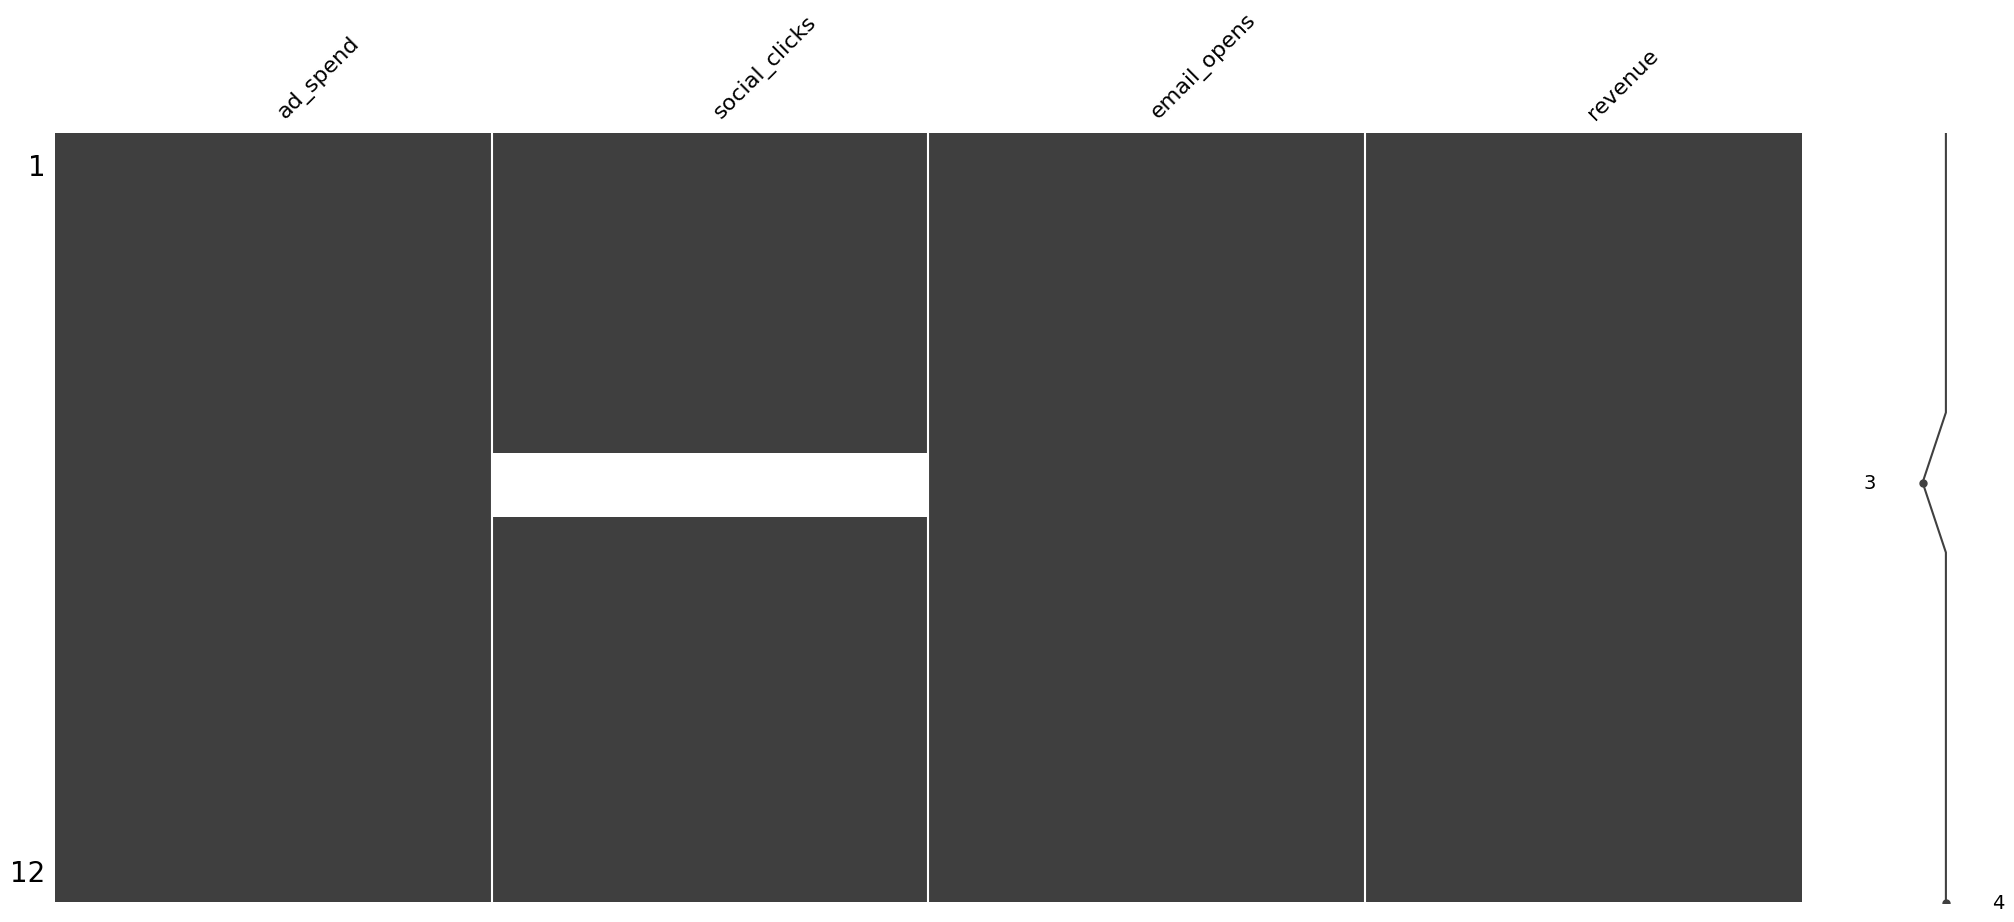 ad_spend
social_clicks
email_opens
revenue
1
3
12
4